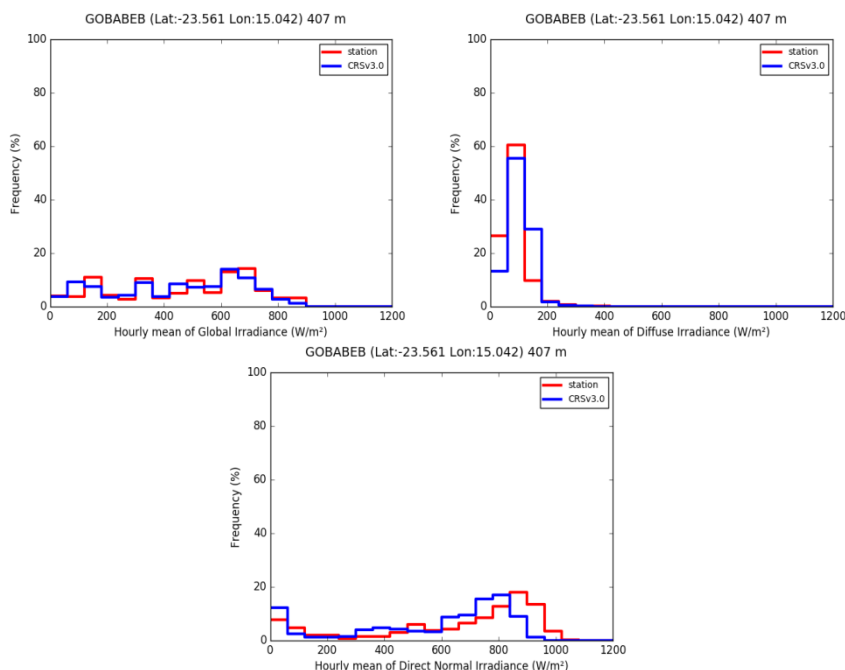 GOBABEB (Lat:-23.561 Lon:15.042) 407 m
100
80
60
40
20
0
Frequency (%)
station
CRSv3.0
0 200 400 600 800 1000 1200
Hourly mean of Global Irradiance (W/m²)
GOBABEB (Lat:-23.561 Lon:15.042) 407 m
100
80
60
40
20
0
Frequency (%)
station
CRSv3.0
0 200 400 600 800 1000 1200
Hourly mean of Diffuse Irradiance (W/m²)
GOBABEB (Lat:-23.561 Lon:15.042) 407 m
100
80
60
40
20
0
Frequency (%)
station
CRSv3.0
0 200 400 600 800 1000 1200
Hourly mean of Direct Normal Irradiance (W/m²)